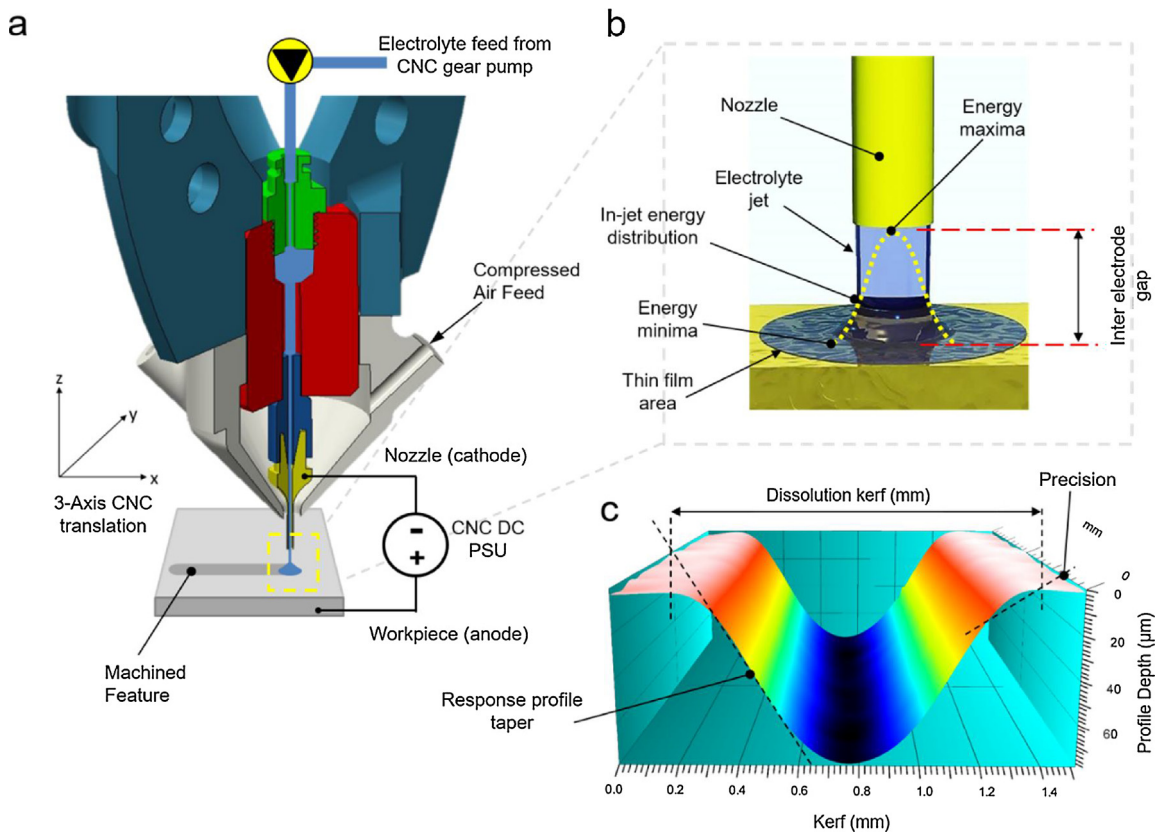 a
Electrolyte feed from
CNC gear pump
Compressed
Air Feed
z
y
x
3-Axis CNC
translation
Nozzle (cathode)
CNC DC
PSU
-
+
Workpiece (anode)
Machined
Feature
b
Nozzle
Energy
maxima
Electrolyte
jet
In-jet energy
distribution
Energy
minima
Thin film
area
Inter electrode
gap
c
Dissolution kerf (mm)
Precision
mm
0
0
20
40
60
Profile Depth (µm)
Response profile
taper
0.0
0.2
0.4
0.6
0.8
1.0
1.2
1.4
Kerf (mm)